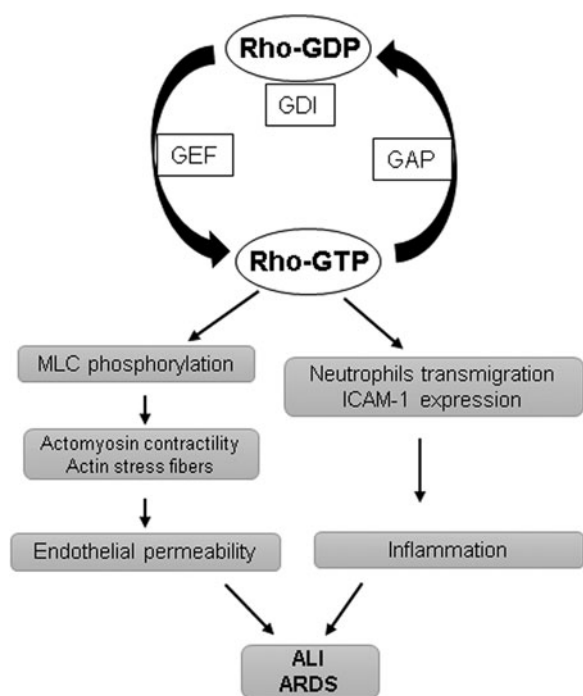 Rho-GDP
GDI
GEF
GAP
Rho-GTP
MLC phosphorylation
Neutrophils transmigration
ICAM-1 expression
Actomyosin contractility
Actin stress fibers
Endothelial permeability
Inflammation
ALI
ARDS